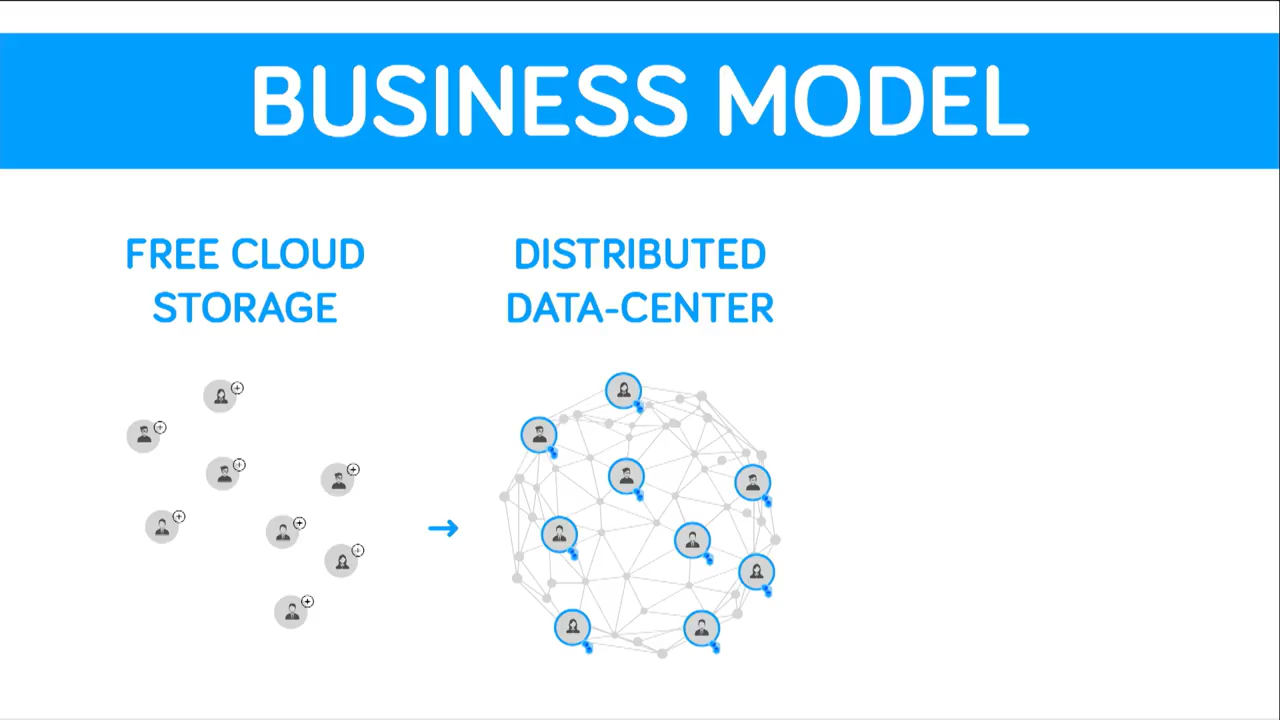 BUSINESS MODEL
FREE CLOUD
STORAGE
DISTRIBUTED
DATA-CENTER